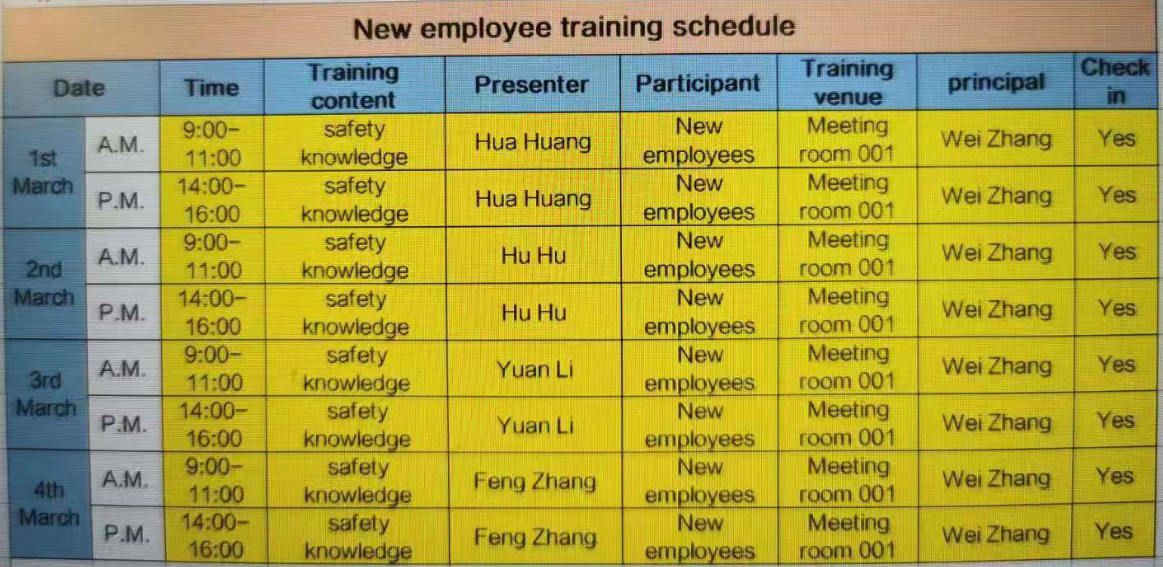 New employee training schedule
Date Time Training content Presenter Participant Training venue principal Check in
1st March A.M. 9:00-11:00 safety knowledge Hua Huang New employees Meeting room 001 Wei Zhang Yes
P.M. 14:00-16:00 safety knowledge Hua Huang New employees Meeting room 001 Wei Zhang Yes
2nd March A.M. 9:00-11:00 safety knowledge Hu Hu New employees Meeting room 001 Wei Zhang Yes
P.M. 14:00-16:00 safety knowledge Hu Hu New employees Meeting room 001 Wei Zhang Yes
3rd March A.M. 9:00-11:00 safety knowledge Yuan Li New employees Meeting room 001 Wei Zhang Yes
P.M. 14:00-16:00 safety knowledge Yuan Li New employees Meeting room 001 Wei Zhang Yes
4th March A.M. 9:00-11:00 safety knowledge Feng Zhang New employees Meeting room 001 Wei Zhang Yes
P.M. 14:00-16:00 safety knowledge Feng Zhang New employees Meeting room 001 Wei Zhang Yes